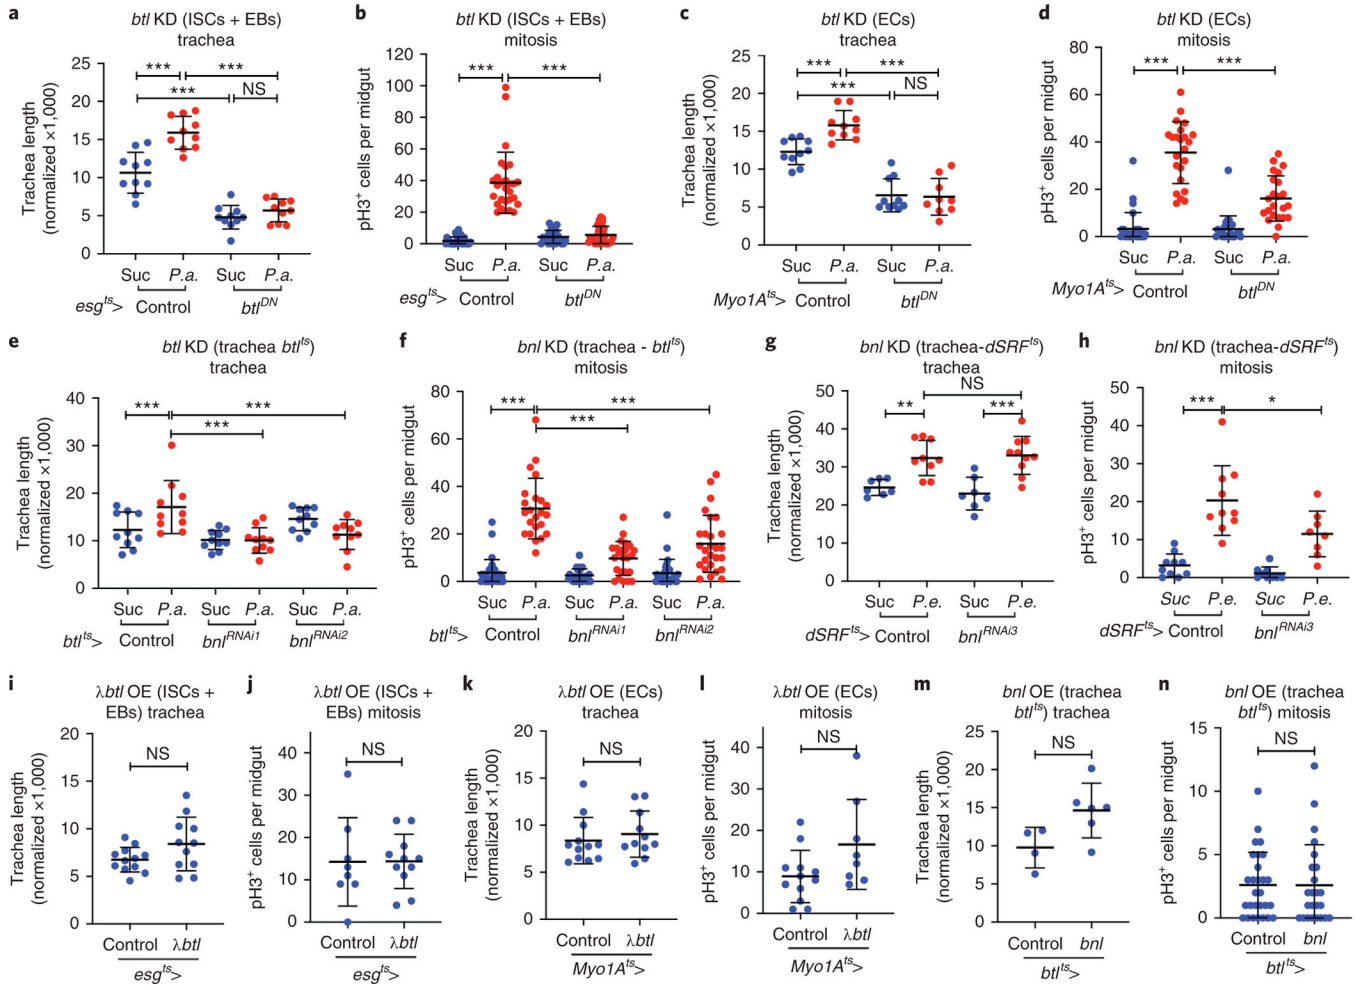 a
btl KD (ISCs + EBs)
trachea
Trachea length
(normalized ×1,000)
25
20
15
10
5
0
***
***
***
NS
Suc
P.a.
Suc
P.a.
esgts>
Control
btlDN
b
btl KD (ISCs + EBs)
mitosis
pH3+ cells per midgut
120
100
80
60
40
20
0
***
***
Suc
P.a.
Suc
P.a.
esgts>
Control
btlDN
c
btl KD (ECs)
trachea
Trachea length
(normalized ×1,000)
25
20
15
10
5
0
***
***
***
NS
Suc
P.a.
Suc
P.a.
Myo1Ats>
Control
btlDN
d
btl KD (ECs)
mitosis
pH3+ cells per midgut
80
60
40
20
0
***
***
Suc
P.a.
Suc
P.a.
Myo1Ats>
Control
btlDN
e
btl KD (trachea btlts)
trachea
Trachea length
(normalized ×1,000)
40
30
20
10
0
***
***
***
Suc
P.a.
Suc
P.a.
Suc
P.a.
btlts>
Control
bnlRNAi1
bnlRNAi2
f
bnl KD (trachea - btlts)
mitosis
pH3+ cells per midgut
80
60
40
20
0
***
***
***
Suc
P.a.
Suc
P.a.
Suc
P.a.
btlts>
Control
bnlRNAi1
bnlRNAi2
g
bnl KD (trachea-dSRFts)
trachea
Trachea length
(normalized ×1,000)
50
40
30
20
10
0
NS
**
***
Suc
P.e.
Suc
P.e.
dSRFts>
Control
bnlRNAi3
h
bnl KD (trachea-dSRFts)
mitosis
pH3+ cells per midgut
50
40
30
20
10
0
***
*
Suc
P.e.
Suc
P.e.
dSRFts>
Control
bnlRNAi3
i
λbtl OE (ISCs +
EBs) trachea
Trachea length
(normalized ×1,000)
20
15
10
5
0
NS
Control
λbtl
esgts>
j
λbtl OE (ISCs +
EBs) mitosis
pH3+ cells per midgut
40
30
20
10
0
NS
Control
λbtl
esgts>
k
λbtl OE (ECs)
trachea
Trachea length
(normalized ×1,000)
20
15
10
5
0
NS
Control
λbtl
Myo1Ats>
l
λbtl OE (ECs)
mitosis
pH3+ cells per midgut
40
30
20
10
0
NS
Control
λbtl
Myo1Ats>
m
bnl OE (trachea
btlts) trachea
Trachea length
(normalized ×1,000)
25
20
15
10
5
0
NS
Control
bnl
btlts>
n
bnl OE (trachea
btlts) mitosis
pH3+ cells per midgut
15
10
5
0
NS
Control
bnl
btlts>